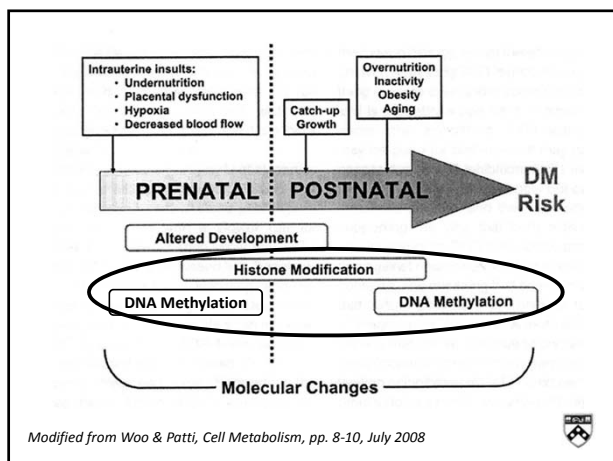 Intrauterine insults:
• Undernutrition
• Placental dysfunction
• Hypoxia
• Decreased blood flow
Catch-up
Growth
Overnutrition
Inactivity
Obesity
Aging
PRENATAL
POSTNATAL
DM
Risk
Altered Development
Histone Modification
DNA Methylation
DNA Methylation
Molecular Changes
Modified from Woo & Patti, Cell Metabolism, pp. 8-10, July 2008